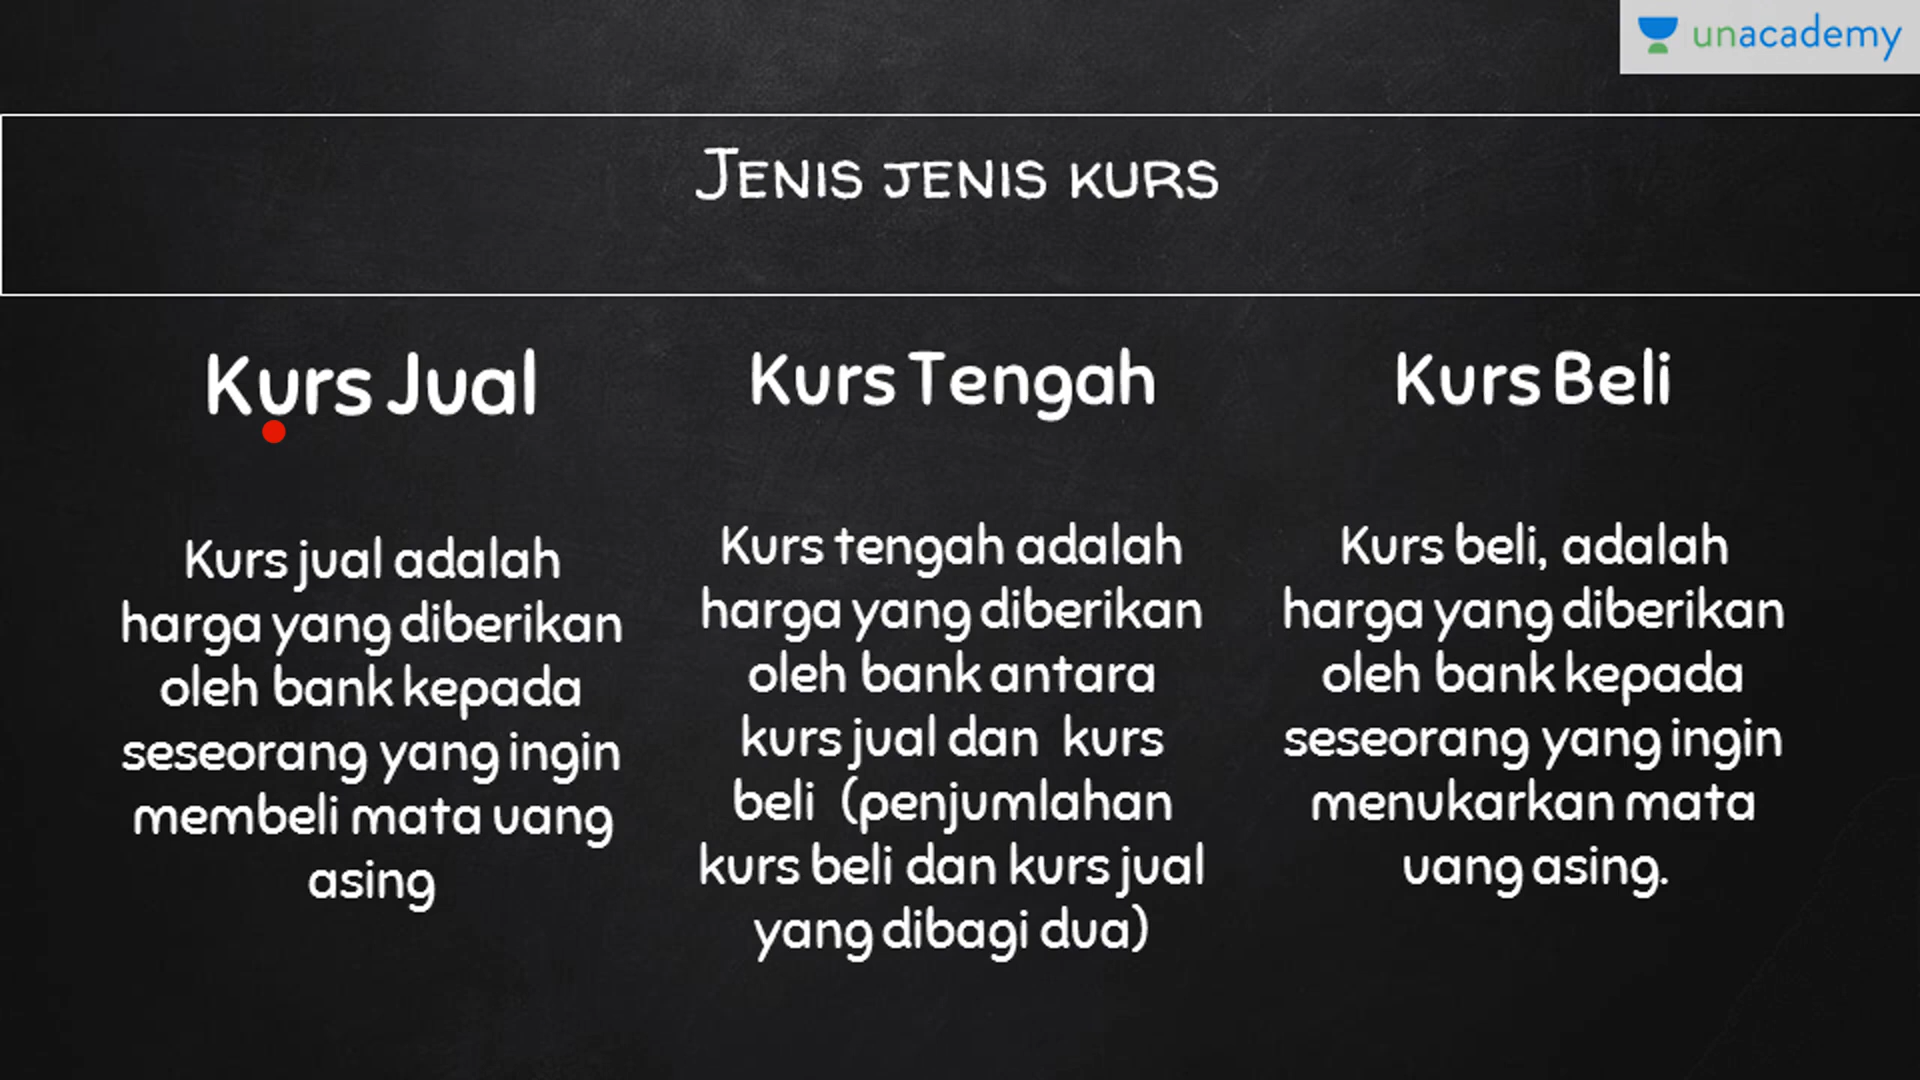 unacademy
Jenis jenis kurs
Kurs Jual
Kurs jual adalah
harga yang diberikan
oleh bank kepada
seseorang yang ingin
membeli mata uang
asing
Kurs Tengah
Kurs tengah adalah
harga yang diberikan
oleh bank antara
kurs jual dan kurs
beli (penjumlahan
kurs beli dan kurs jual
yang dibagi dua)
Kurs Beli
Kurs beli, adalah
harga yang diberikan
oleh bank kepada
seseorang yang ingin
menukarkan mata
uang asing.